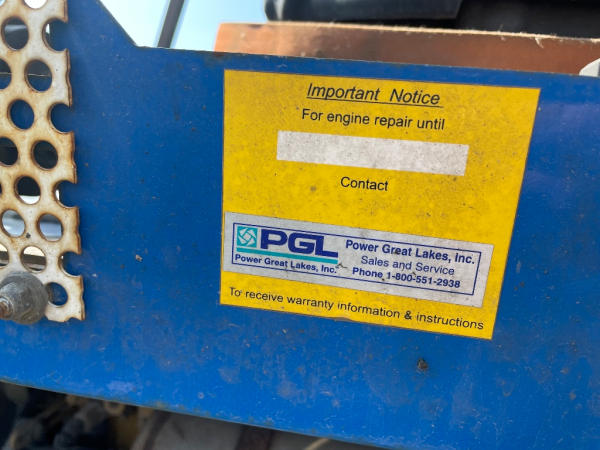 Important Notice
For engine repair until
Contact
PGL
Power Great Lakes, Inc.
Power Great Lakes, Inc.
Sales and Service
Phone 1-800-551-2938
To receive warranty information & instructions